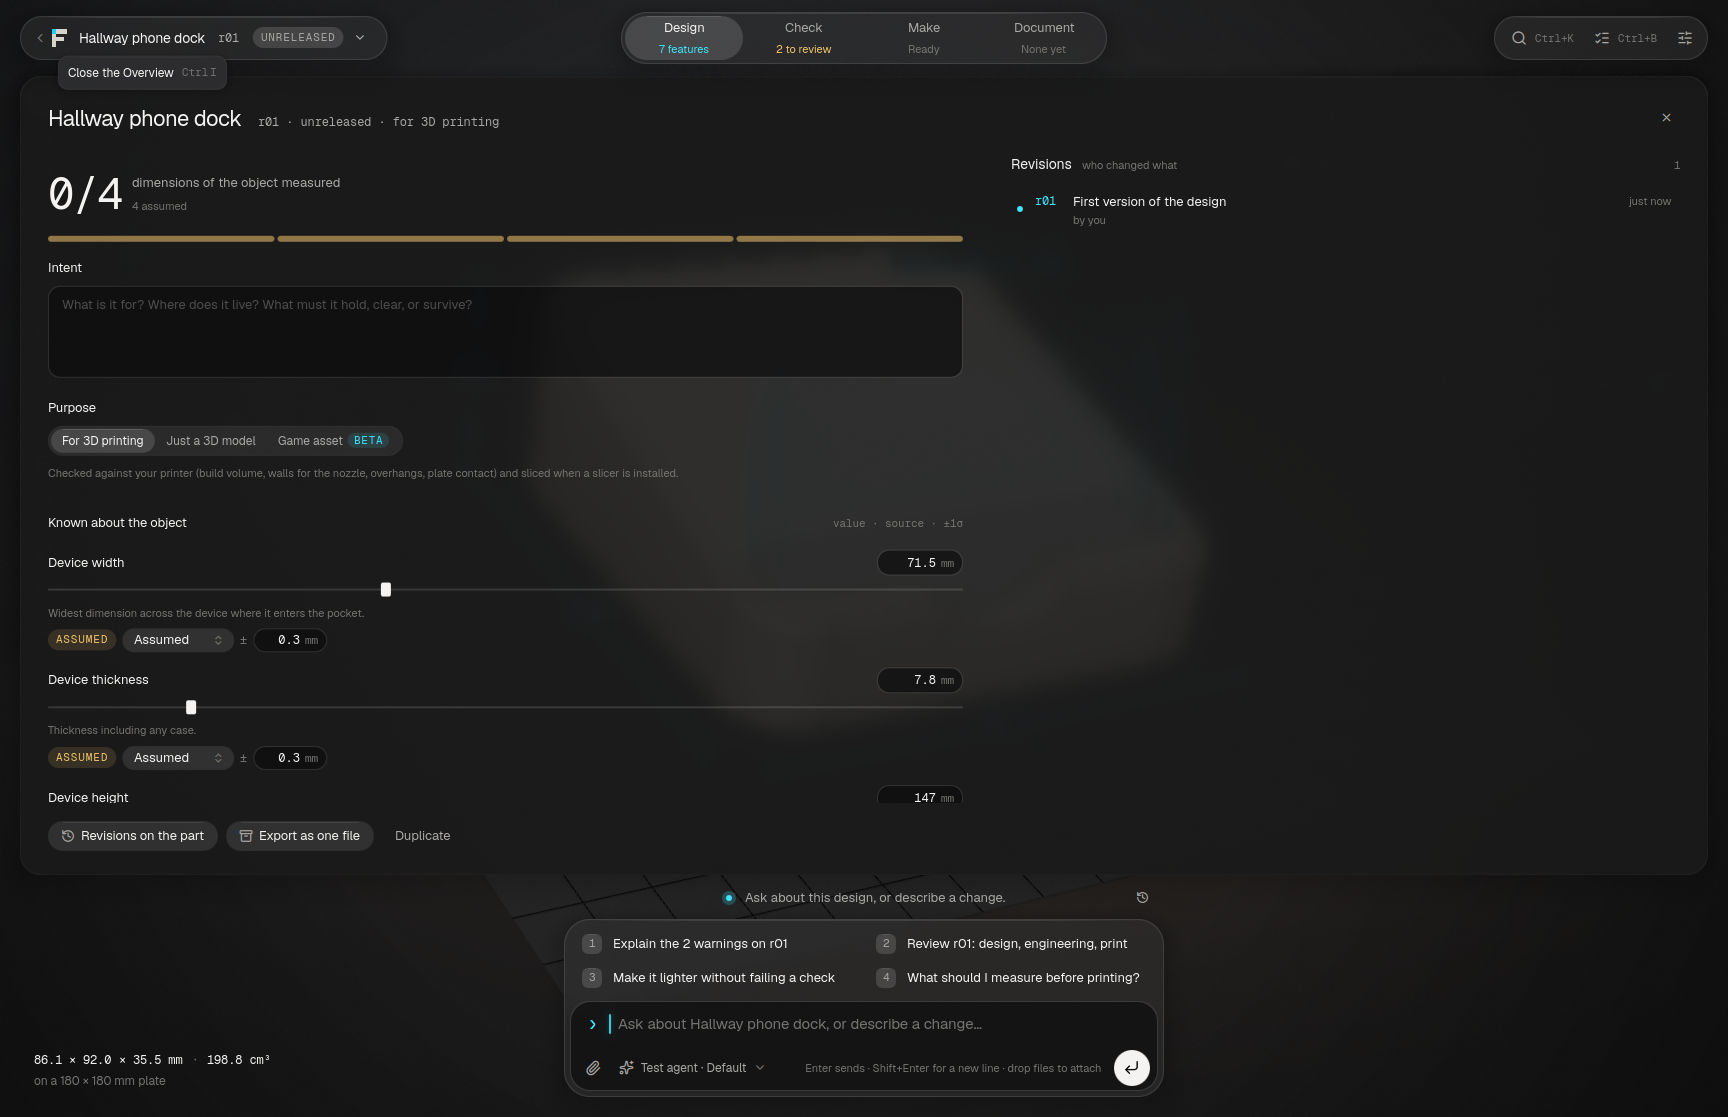 Hallway phone dock r01 UNRELEASED
Design
7 features
Check
2 to review
Make
Ready
Document
None yet
Ctrl+K
Ctrl+B
Close the Overview Ctrl I
Hallway phone dock r01 · unreleased · for 3D printing
0/4 dimensions of the object measured
4 assumed
Intent
What is it for? Where does it live? What must it hold, clear, or survive?
Purpose
For 3D printing Just a 3D model Game asset BETA
Checked against your printer (build volume, walls for the nozzle, overhangs, plate contact) and sliced when a slicer is installed.
Known about the object value · source · ±1σ
Device width 71.5 mm
Widest dimension across the device where it enters the pocket.
ASSUMED Assumed ± 0.3 mm
Device thickness 7.8 mm
Thickness including any case.
ASSUMED Assumed ± 0.3 mm
Device height 147 mm
Revisions on the part Export as one file Duplicate
Revisions who changed what 1
r01 First version of the design just now
by you
Ask about this design, or describe a change.
1 Explain the 2 warnings on r01
2 Review r01: design, engineering, print
3 Make it lighter without failing a check
4 What should I measure before printing?
Ask about Hallway phone dock, or describe a change…
Test agent · Default Enter sends · Shift+Enter for a new line · drop files to attach
86.1 × 92.0 × 35.5 mm · 198.8 cm³
on a 180 × 180 mm plate